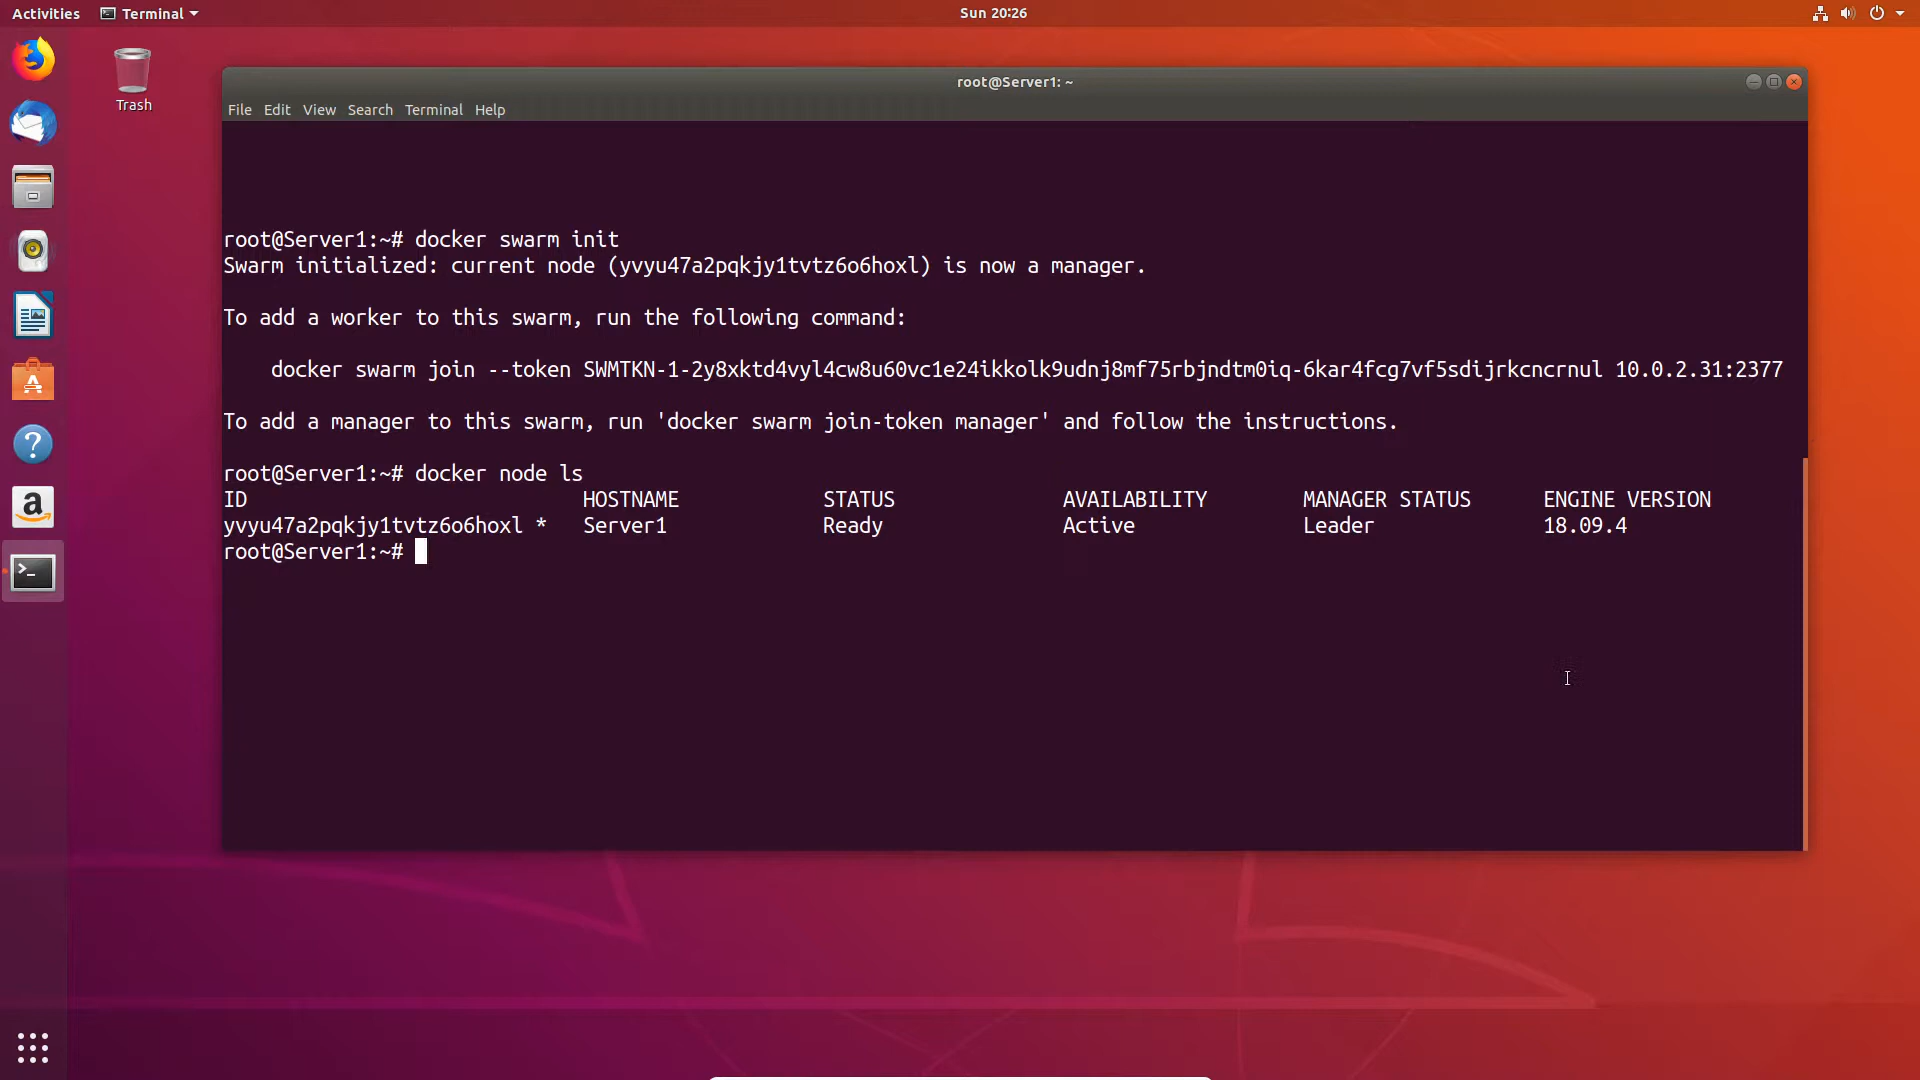 Activities Terminal Sun 20:26
Trash
root@Server1: ~
File Edit View Search Terminal Help
root@Server1:~# docker swarm init
Swarm initialized: current node (yvyu47a2pqkjy1tvtz6o6hoxl) is now a manager.
To add a worker to this swarm, run the following command:
docker swarm join --token SWMTKN-1-2y8xktd4vyl4cw8u60vc1e24ikkolk9udnj8mf75rbjndtm0iq-6kar4fcg7vf5sdijrkcncrnul 10.0.2.31:2377
To add a manager to this swarm, run 'docker swarm join-token manager' and follow the instructions.
root@Server1:~# docker node ls
ID HOSTNAME STATUS AVAILABILITY MANAGER STATUS ENGINE VERSION
yvyu47a2pqkjy1tvtz6o6hoxl * Server1 Ready Active Leader 18.09.4
root@Server1:~#